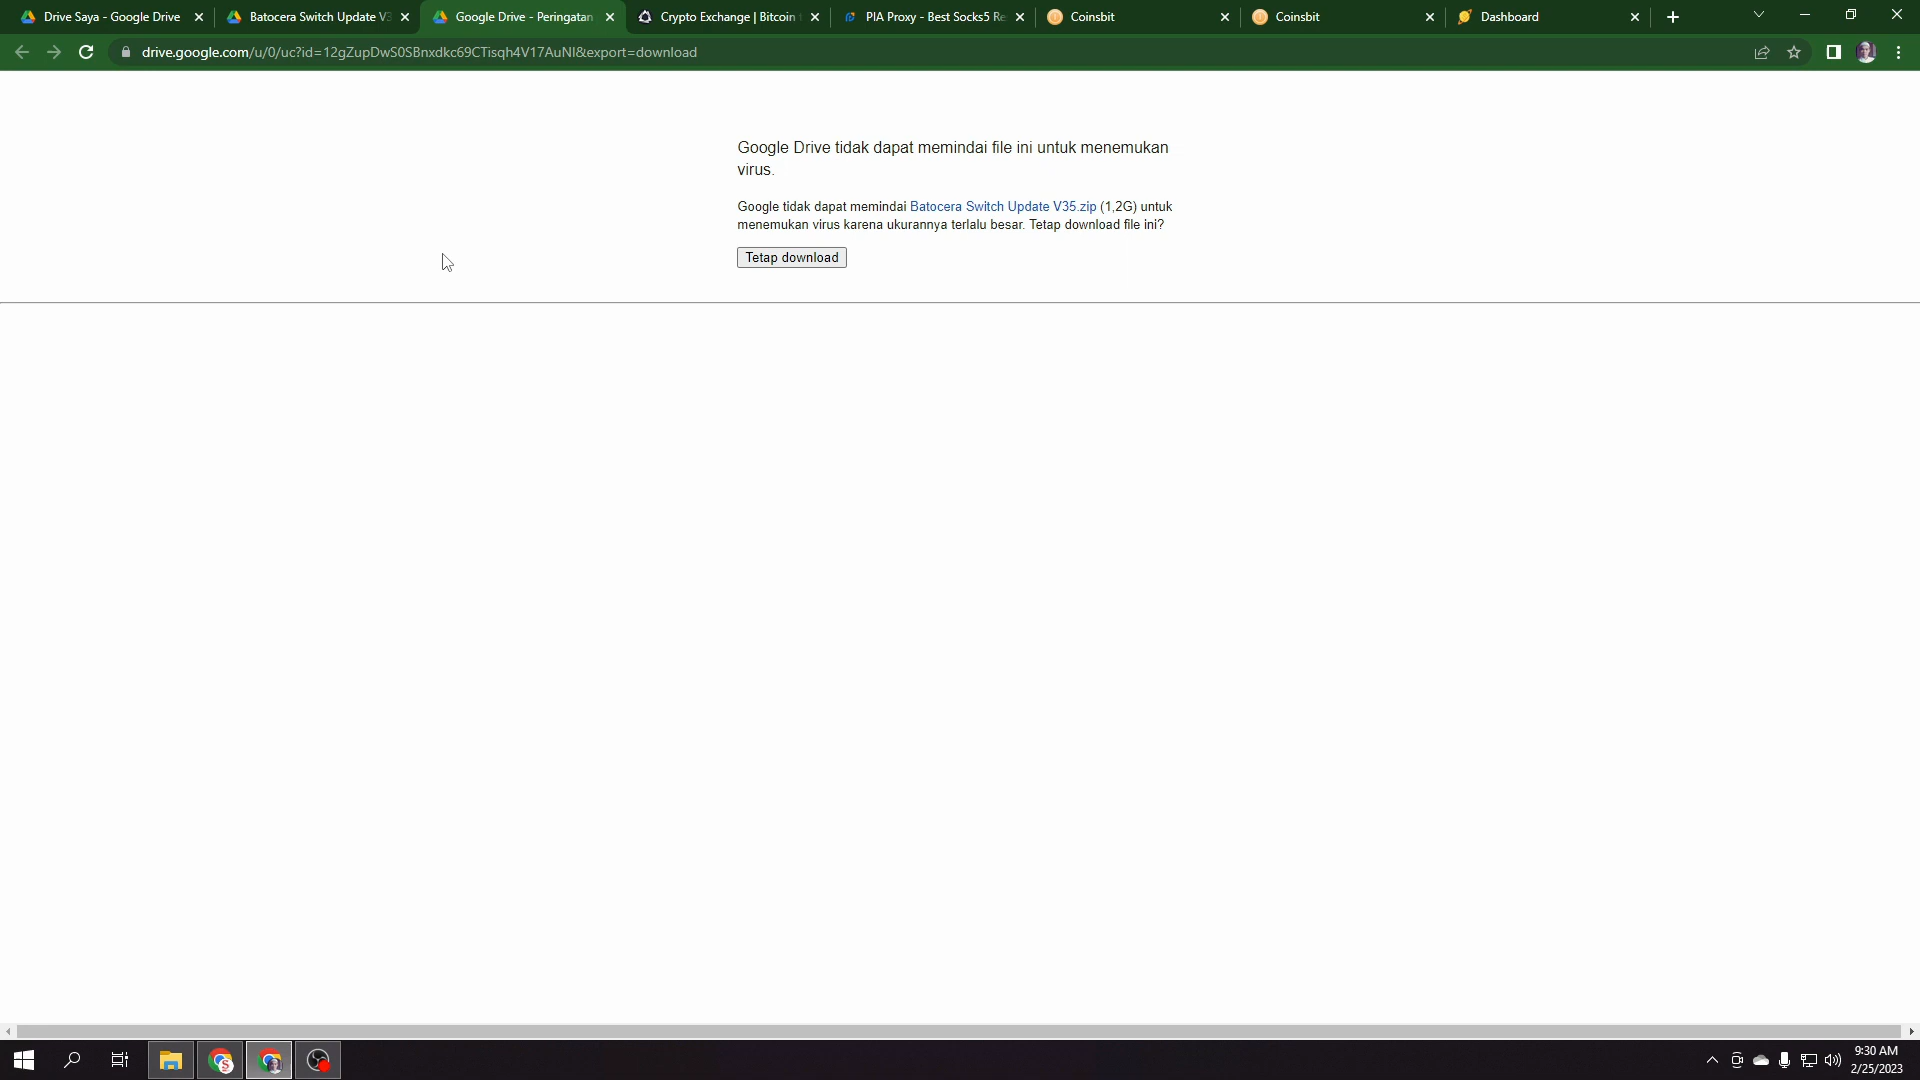 Drive Saya - Google Drive
Batocera Switch Update V3
Google Drive - Peringatan
Crypto Exchange | Bitcoin
PIA Proxy - Best Socks5 Re
Coinsbit
Coinsbit
Dashboard
drive.google.com/u/0/uc?id=12gZupDwS0SBnxdkc69CTisqh4V17AuNl&export=download
Google Drive tidak dapat memindai file ini untuk menemukan
virus.
Google tidak dapat memindai Batocera Switch Update V35.zip (1,2G) untuk
menemukan virus karena ukurannya terlalu besar. Tetap download file ini?
Tetap download
9:30 AM
2/25/2023